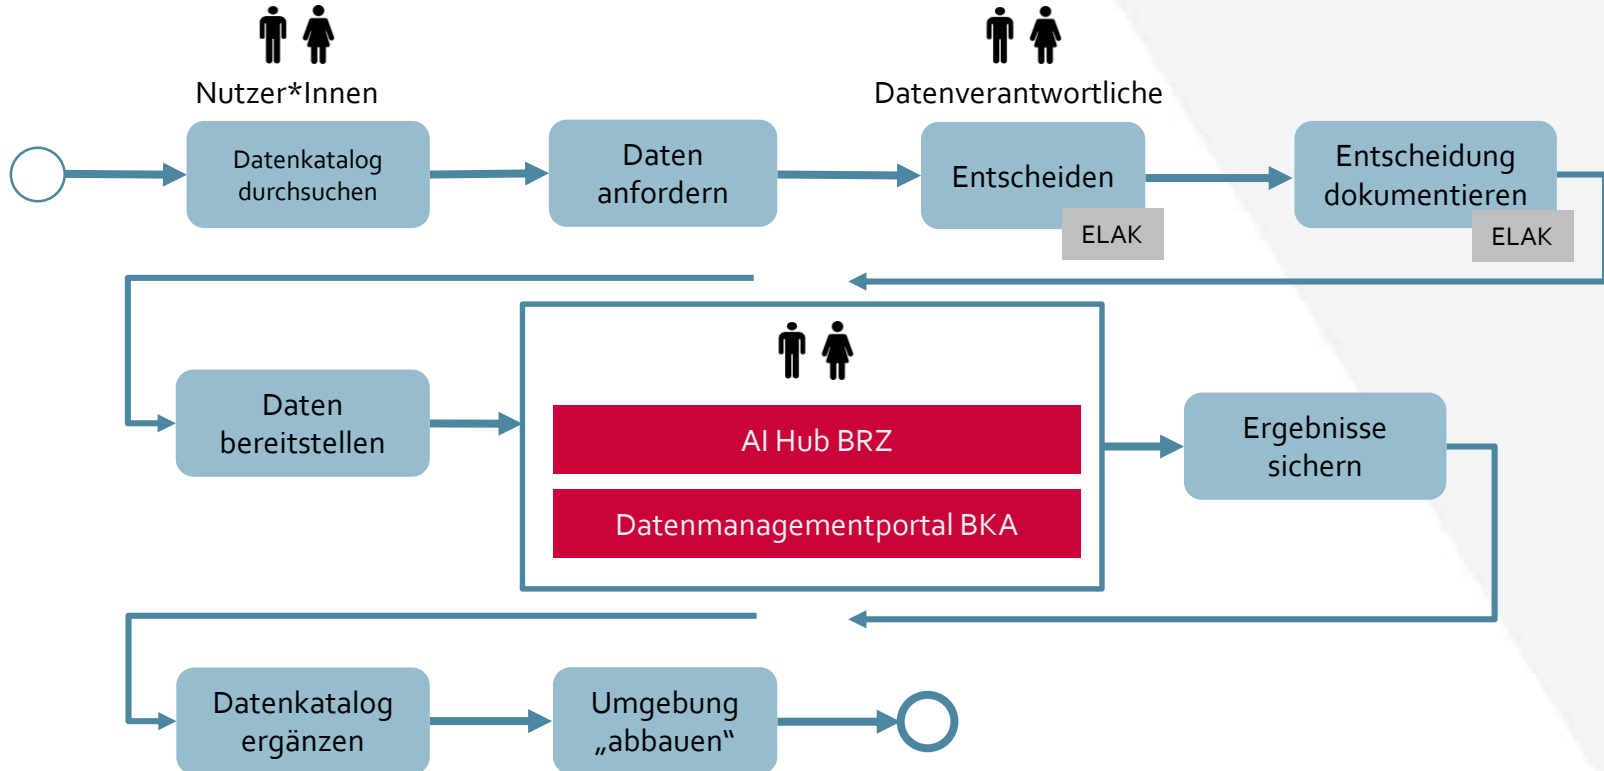 Nutzer*Innen
Datenverantwortliche
Datenkatalog
durchsuchen
Daten
anfordern
Entscheiden
ELAK
Entscheidung
dokumentieren
ELAK
Daten
bereitstellen
AI Hub BRZ
Datenmanagementportal BKA
Ergebnisse
sichern
Datenkatalog
ergänzen
Umgebung
„abbauen“